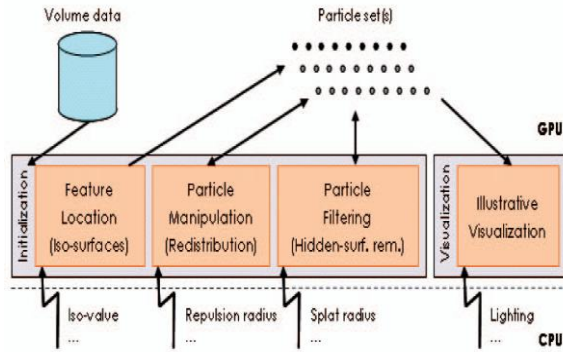 Volume data
Particle set(s)
GPU
Initialization
Feature
Location
(Iso-surfaces)
Particle
Manipulation
(Redistribution)
Particle
Filtering
(Hidden-surf. rem.)
Visualization
Illustrative
Visualization
Iso-value
...
Repulsion radius
...
Splat radius
...
Lighting
...
CPU